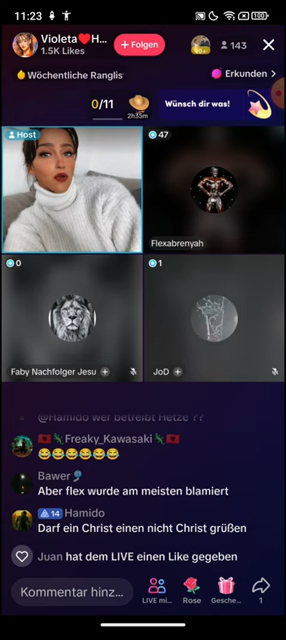 11:23
100
Violeta❤️H...
+ Folgen
143
1.5K Likes
Wöchentliche Ranglis
Erkunden >
0/11
2h35m
Wünsch dir was!
Host
47
Flexabrenyah
0
1
Faby Nachfolger Jesu
JoD
@Hamido wer betreibt Hetze ??
🇦🇱🦎Freaky_Kawasaki🦎🇦🇱
😂😂😂😂😂😂
Bawer
Aber flex wurde am meisten blamiert
14 Hamido
Darf ein Christ einen nicht Christ grüßen
Juan hat dem LIVE einen Like gegeben
Kommentar hinz...
LIVE mi...
Rose
Gesche...
1